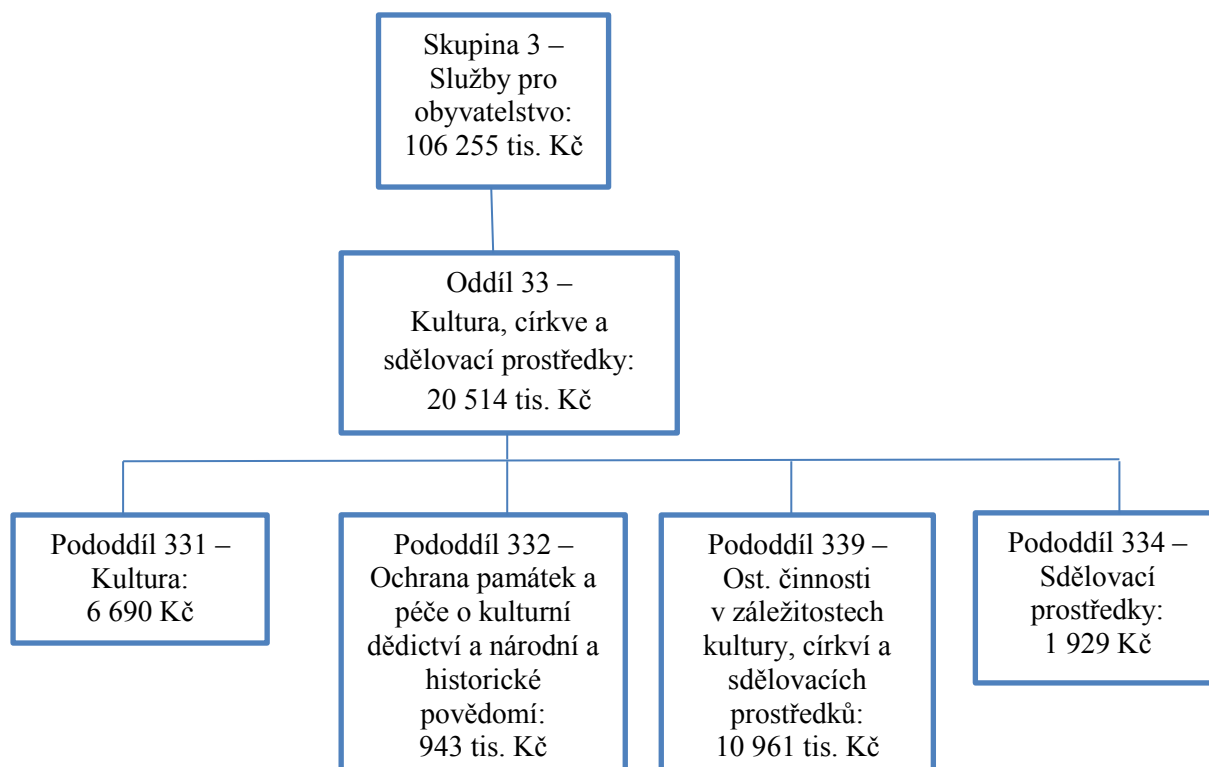 Skupina 3 –
Služby pro
obyvatelstvo:
106 255 tis. Kč
Oddíl 33 –
Kultura, církve a
sdělovací prostředky:
20 514 tis. Kč
Pododdíl 331 –
Kultura:
6 690 Kč
Pododdíl 332 –
Ochrana památek a
péče o kulturní
dědictví a národní a
historické
povědomí:
943 tis. Kč
Pododdíl 339 –
Ost. činnosti
v záležitostech
kultury, církví a
sdělovacích
prostředků:
10 961 tis. Kč
Pododdíl 334 –
Sdělovací
prostředky:
1 929 Kč